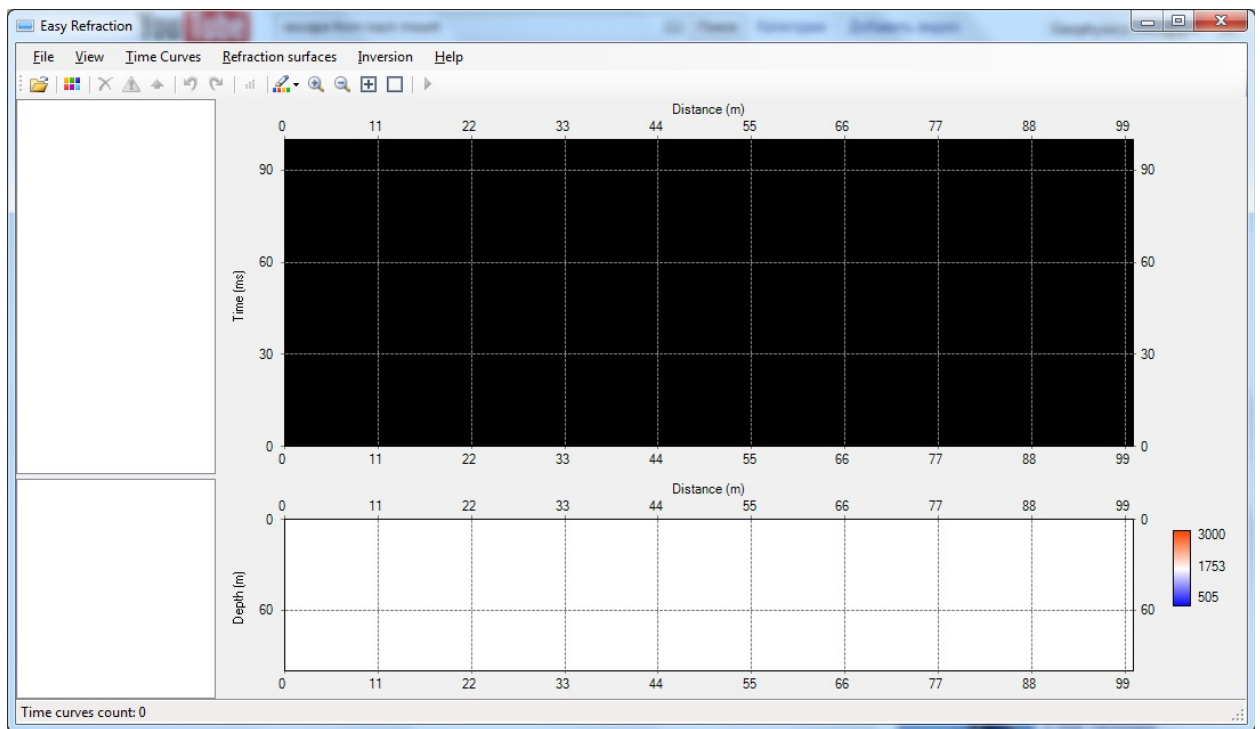 Easy Refraction
File View Time Curves Refraction surfaces Inversion Help
Distance (m)
0 11 22 33 44 55 66 77 88 99
90 90
60 60
Time (ms)
30 30
0 0
0 11 22 33 44 55 66 77 88 99
Distance (m)
0 11 22 33 44 55 66 77 88 99
0 0
3000
1753
505
Depth (m)
60 60
0 11 22 33 44 55 66 77 88 99
Time curves count: 0